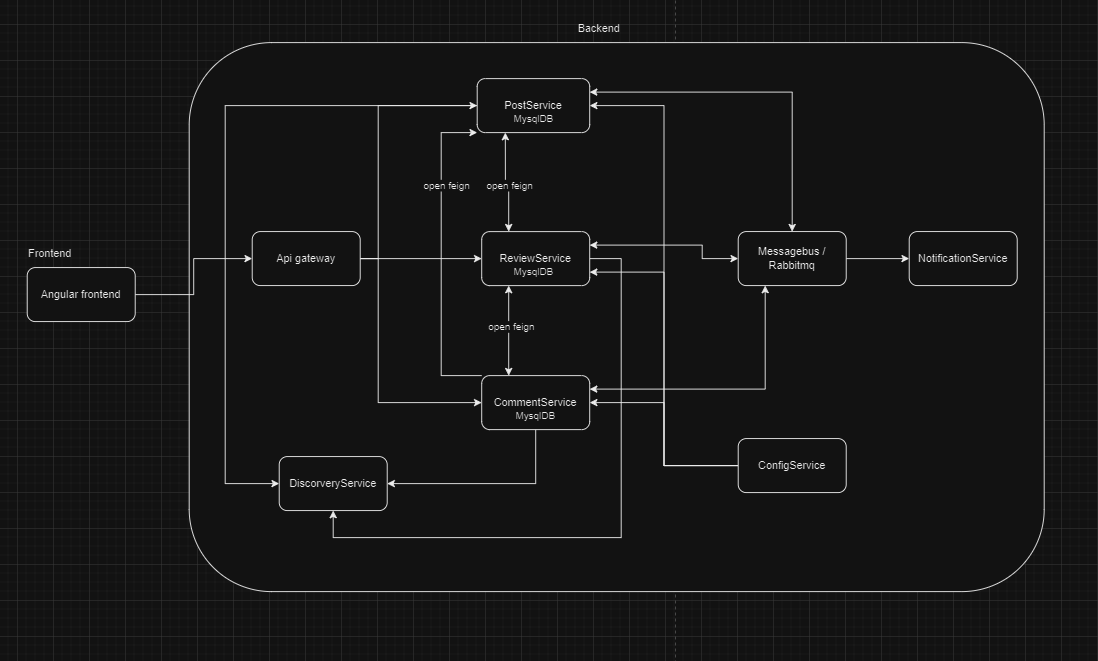 Backend
PostService
MysqlDB
open feign
open feign
Frontend
Angular frontend
Api gateway
ReviewService
MysqlDB
Messagebus /
Rabbitmq
NotificationService
open feign
CommentService
MysqlDB
DiscorveryService
ConfigService